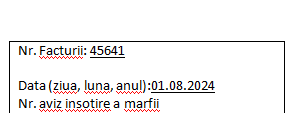 Nr. Facturii: 45641
Data (ziua, luna, anul):01.08.2024
Nr. aviz insotire a marfii